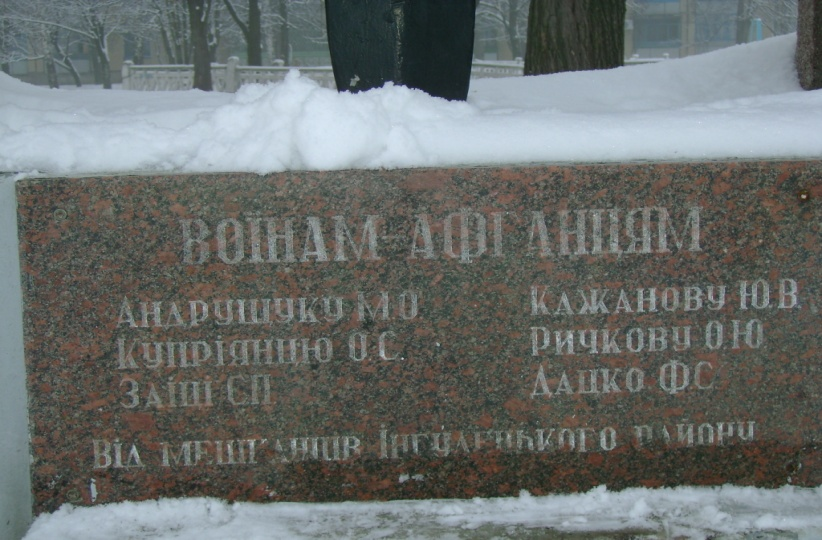 ВОЇНАМ-АФГАНЦЯМ
АНДРУЩУКУ М.О.
КУПРІЯНЦЮ О.С.
ЗАЇЦІ С.П.
КАЖАНОВУ Ю.В.
РИЧКОВУ О.Ю
ДАЦКО Ф.С
ВІД МЕШКАНЦІВ ІНГУЛЕЦЬКОГО РАЙОНУ